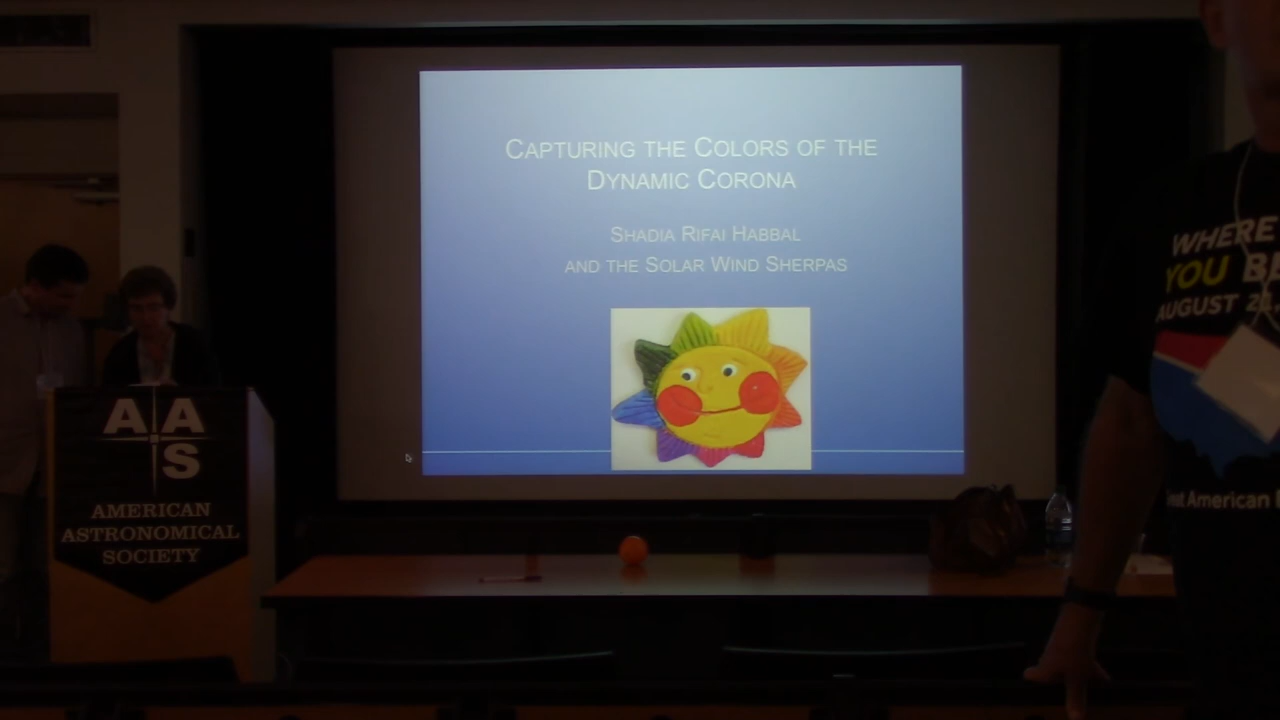 CAPTURING THE COLORS OF THE
DYNAMIC CORONA
SHADIA RIFAI HABBAL
AND THE SOLAR WIND SHERPAS
AAS
AMERICAN
ASTRONOMICAL
SOCIETY
WHERE
YOU
AUGUST 21,
American